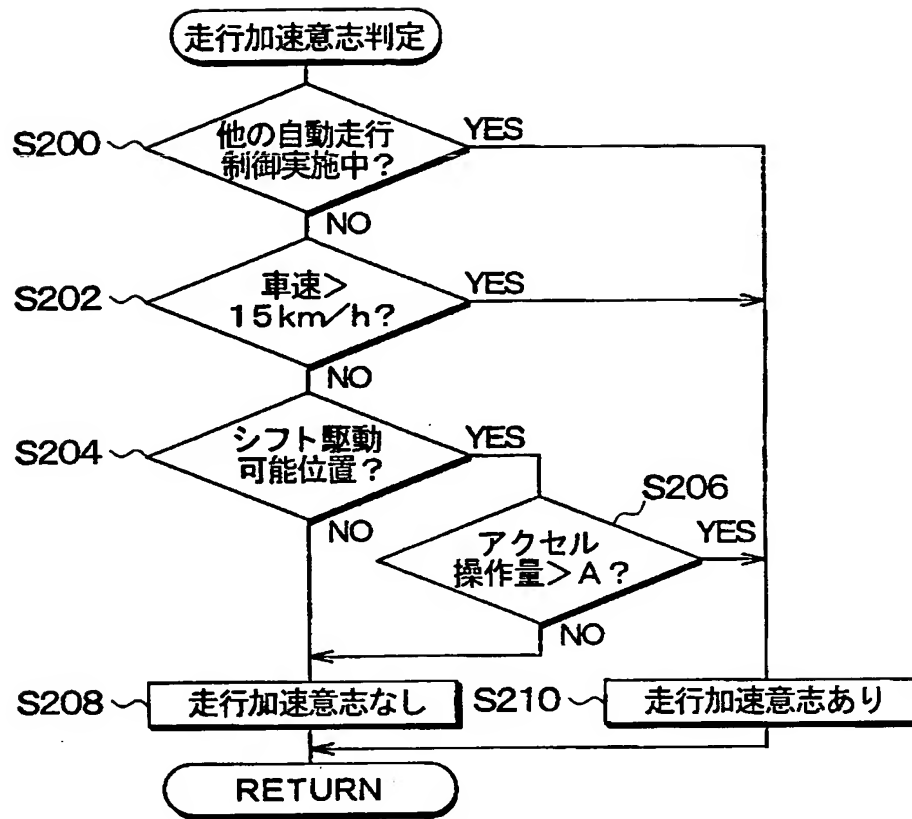 走行加速意志判定
S200
他の自動走行
制御実施中？
YES
NO
S202
車速＞
15km/h？
YES
NO
S204
シフト駆動
可能位置？
YES
NO
S206
アクセル
操作量＞A？
YES
NO
S208
走行加速意志なし
S210
走行加速意志あり
RETURN